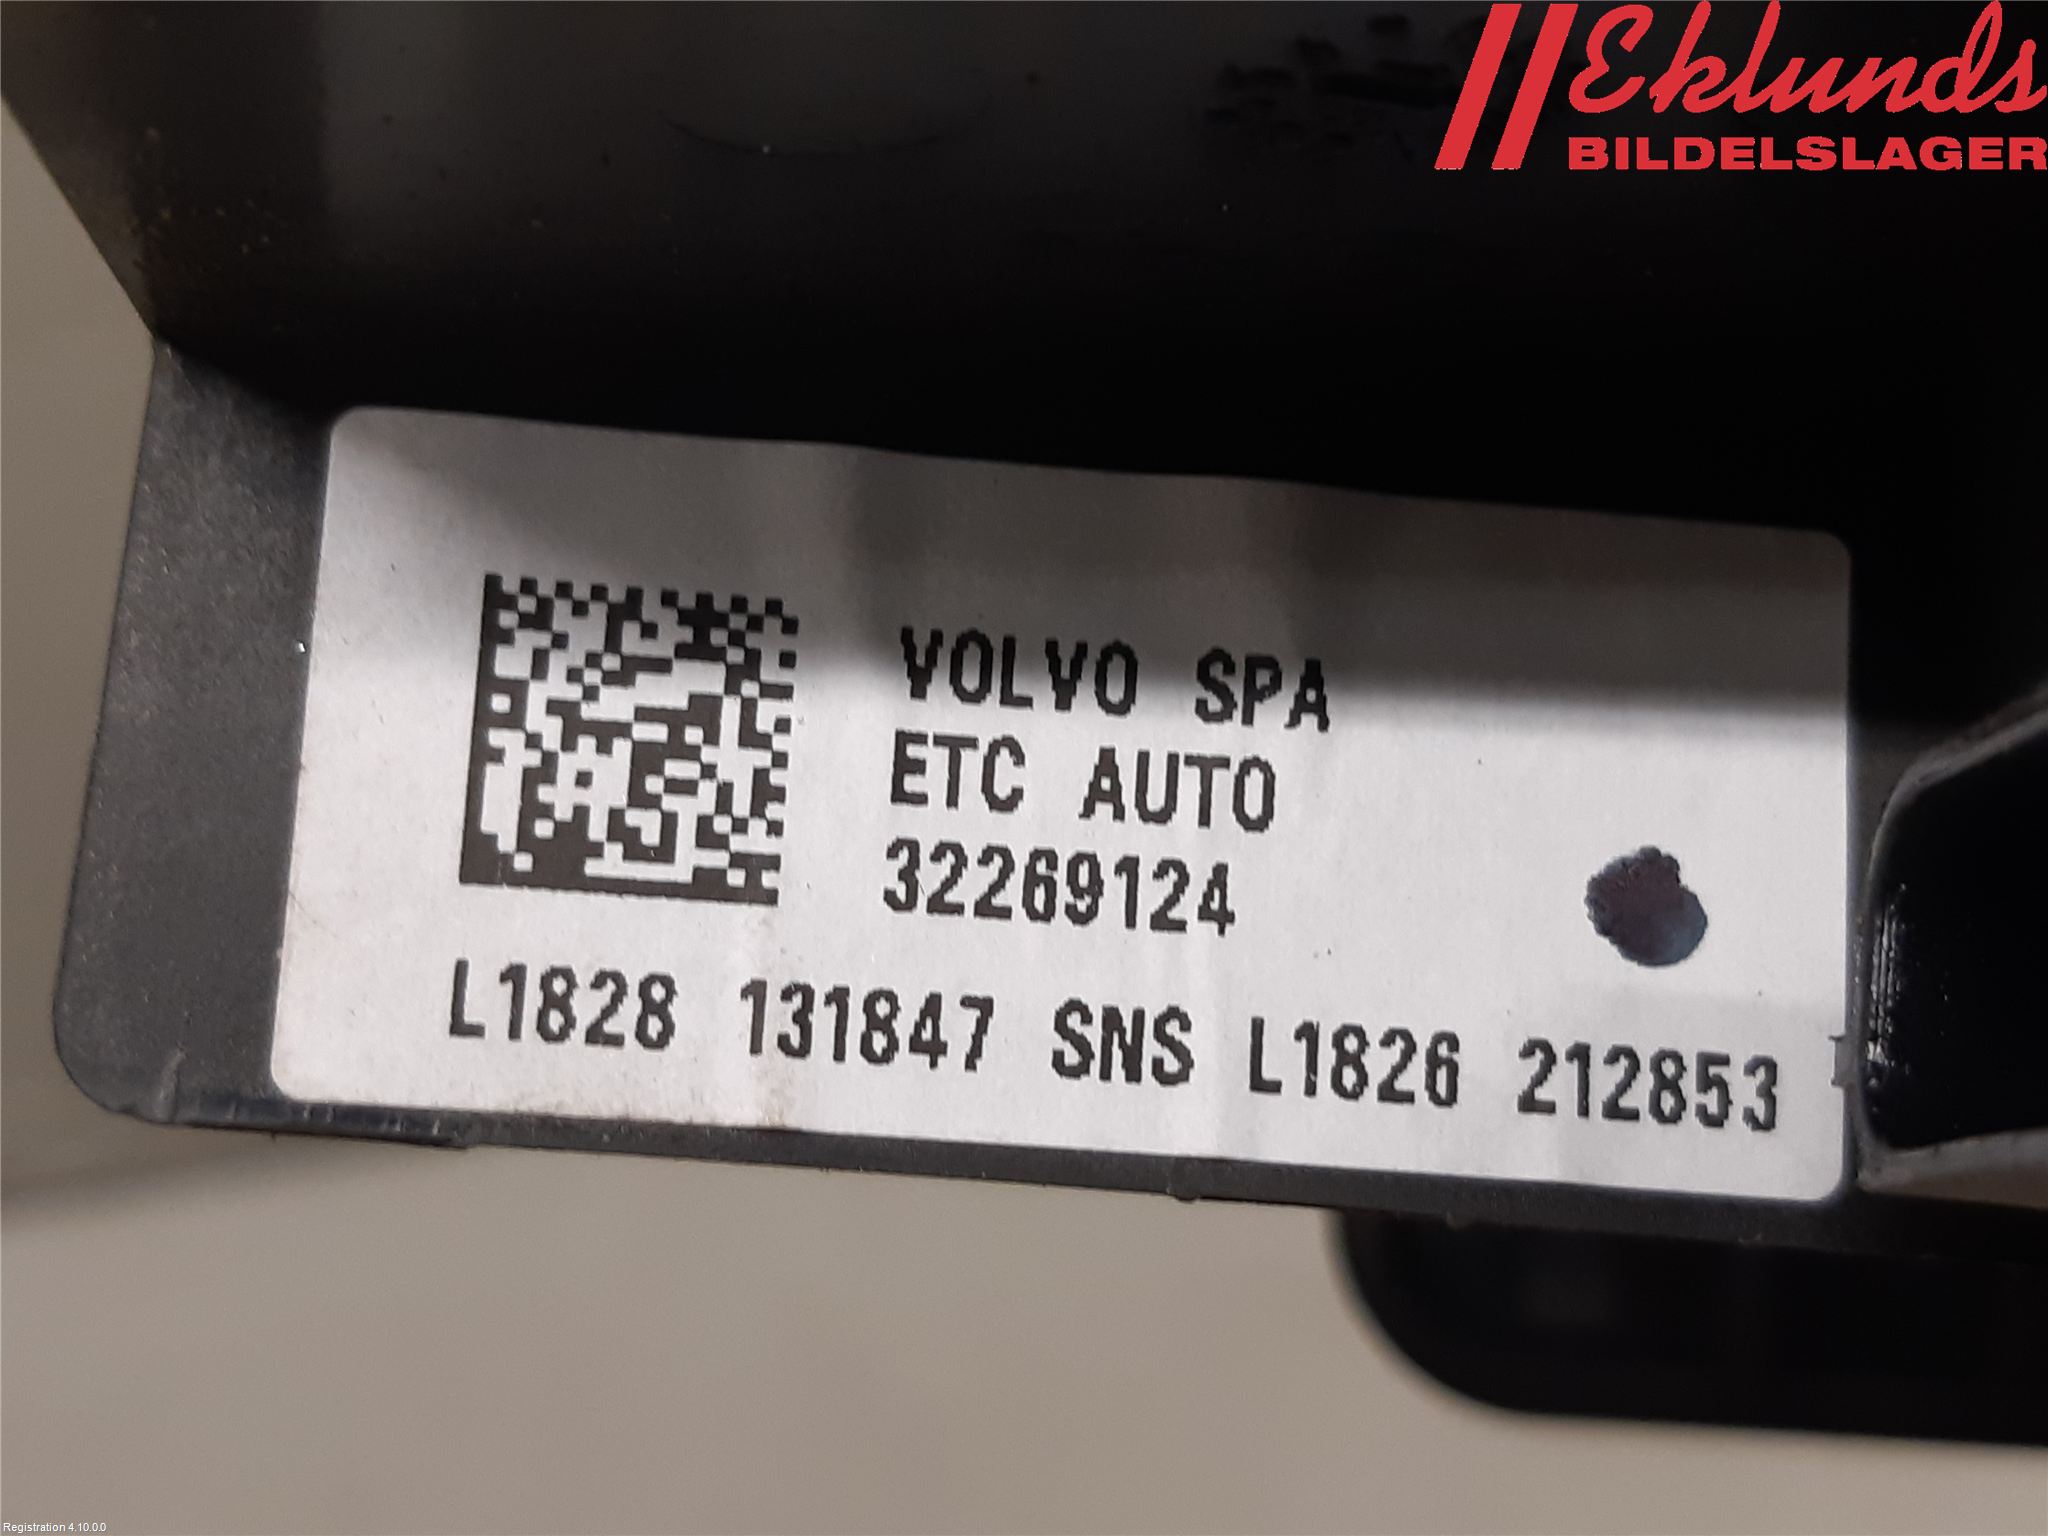 Eklunds
BILDELSLAGER
VOLVO SPA
ETC AUTO
32269124
L1828 131847 SNS L1826 212853
Registration 4.10.0.0